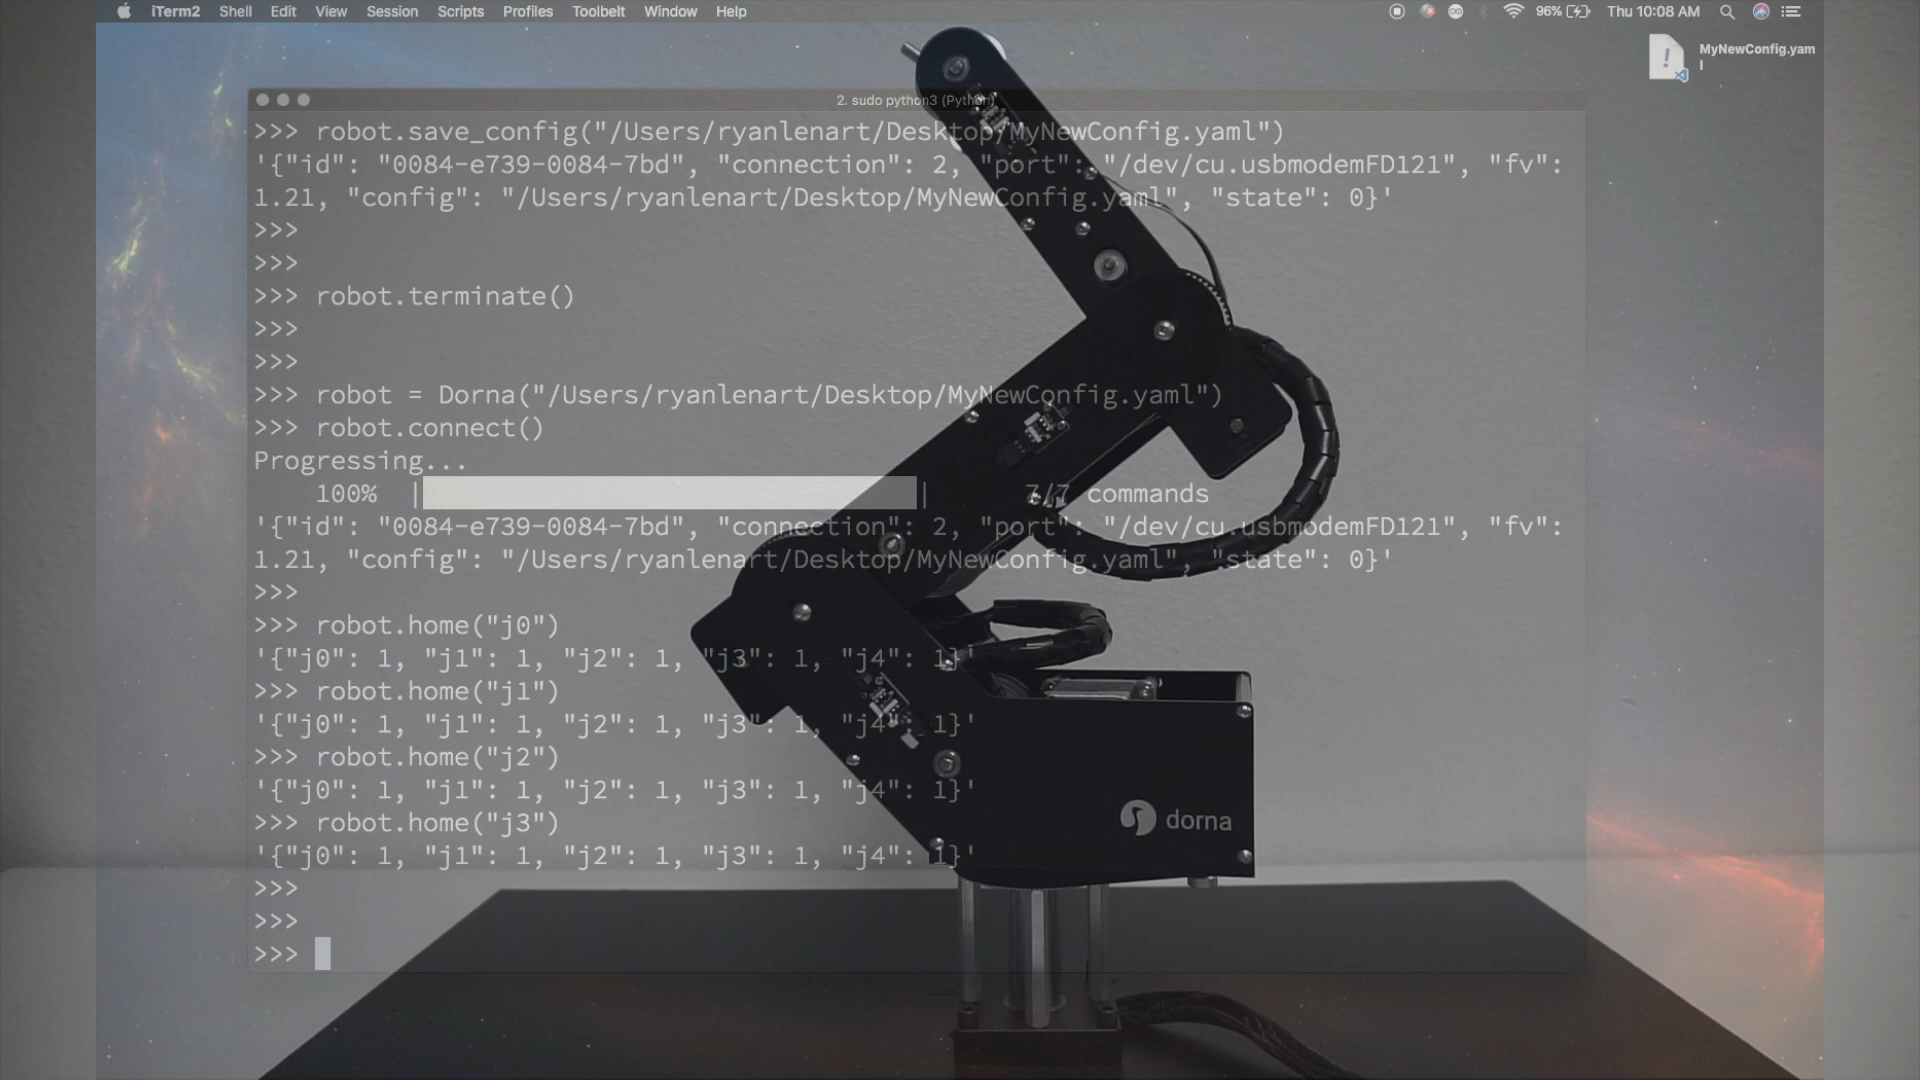 iTerm2 Shell Edit View Session Scripts Profiles Toolbelt Window Help 96% Thu 10:08 AM
MyNewConfig.yam
l
2. sudo python3 (Python)
>>> robot.save_config("/Users/ryanlenart/Desktop/MyNewConfig.yaml")
'{"id": "0084-e739-0084-7bd", "connection": 2, "port": "/dev/cu.usbmodemFD121", "fv":
1.21, "config": "/Users/ryanlenart/Desktop/MyNewConfig.yaml", "state": 0}'
>>>
>>>
>>> robot.terminate()
>>>
>>>
>>> robot = Dorna("/Users/ryanlenart/Desktop/MyNewConfig.yaml")
>>> robot.connect()
Progressing...
100% | | 7/7 commands
'{"id": "0084-e739-0084-7bd", "connection": 2, "port": "/dev/cu.usbmodemFD121", "fv":
1.21, "config": "/Users/ryanlenart/Desktop/MyNewConfig.yaml", "state": 0}'
>>>
>>> robot.home("j0")
'{"j0": 1, "j1": 1, "j2": 1, "j3": 1, "j4": 1}'
>>> robot.home("j1")
'{"j0": 1, "j1": 1, "j2": 1, "j3": 1, "j4": 1}'
>>> robot.home("j2")
'{"j0": 1, "j1": 1, "j2": 1, "j3": 1, "j4": 1}'
>>> robot.home("j3")
'{"j0": 1, "j1": 1, "j2": 1, "j3": 1, "j4": 1}'
>>>
>>>
>>>
dorna